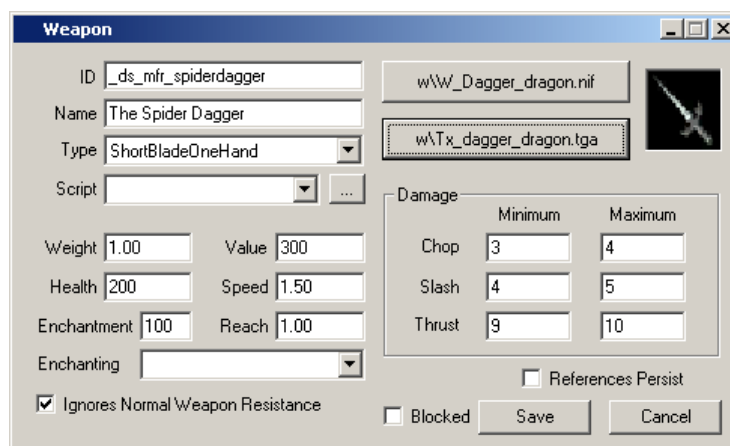 Weapon
ID _ds_mfr_spiderdagger
Name The Spider Dagger
Type ShortBladeOneHand
Script ...
Weight 1.00 Value 300
Health 200 Speed 1.50
Enchantment 100 Reach 1.00
Enchanting
Ignores Normal Weapon Resistance
w\W_Dagger_dragon.nif
w\Tx_dagger_dragon.tga
Damage
Minimum Maximum
Chop 3 4
Slash 4 5
Thrust 9 10
References Persist
Blocked Save Cancel